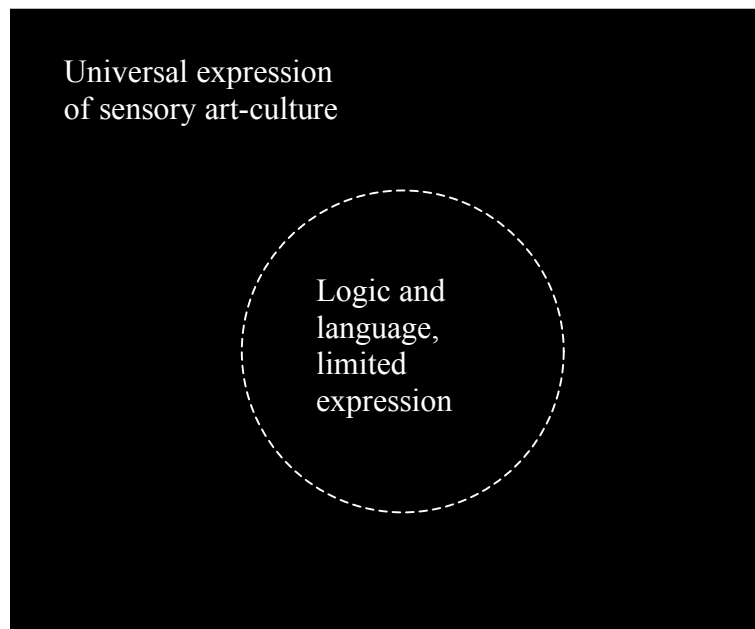 Universal expression
of sensory art-culture
Logic and
language,
limited
expression